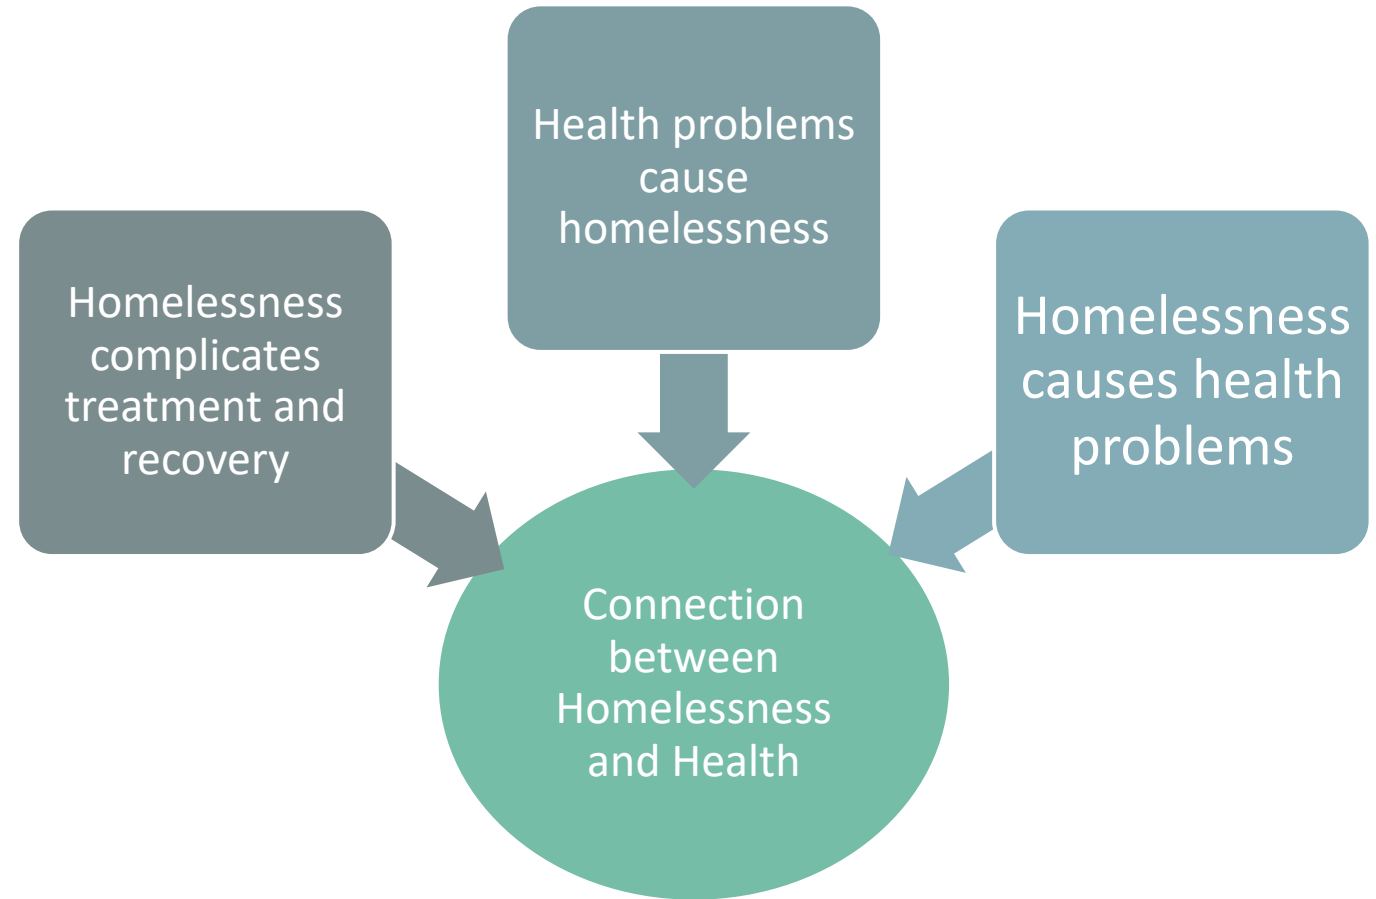 Health problems
cause
homelessness
Homelessness
complicates
treatment and
recovery
Homelessness
causes health
problems
Connection
between
Homelessness
and Health